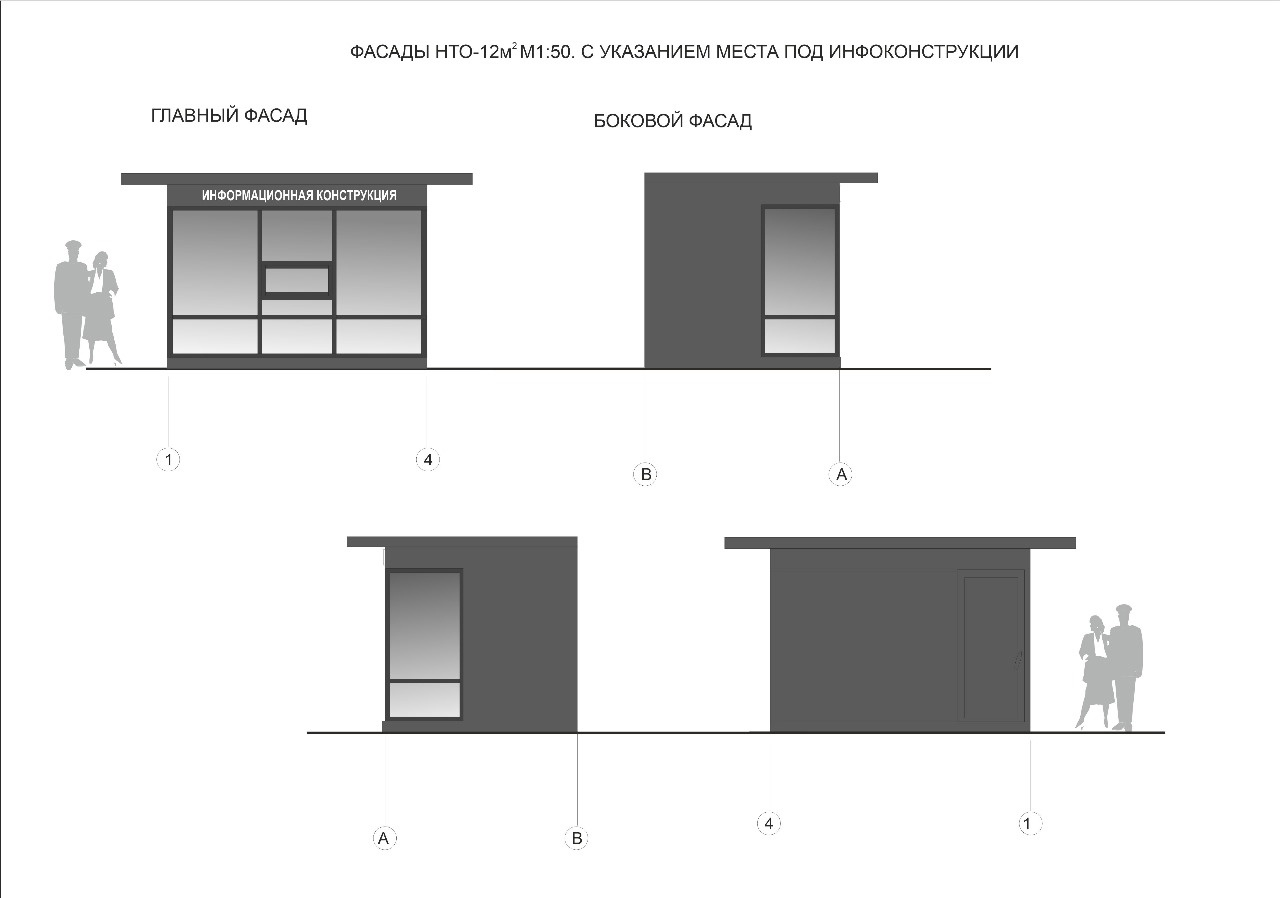 ФАСАДЫ НТО-12м² М1:50. С УКАЗАНИЕМ МЕСТА ПОД ИНФОКОНСТРУКЦИИ
ГЛАВНЫЙ ФАСАД
БОКОВОЙ ФАСАД
ИНФОРМАЦИОННАЯ КОНСТРУКЦИЯ
1
4
В
А
А
В
4
1